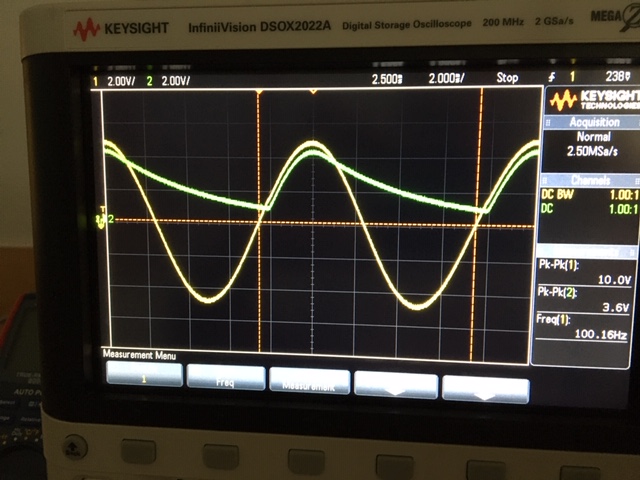 KEYSIGHT InfiniiVision DSOX2022A Digital Storage Oscilloscope 200 MHz 2 GSa/s MEGA
1 2.00V/ 2 2.00V/ 2.500s 2.000s/ Stop 1 238
KEYSIGHT
TECHNOLOGIES
Acquisition
Normal
2.50MSa/s
Channels
DC BW 1.00:1
DC 1.00:1
Pk-Pk(1):
10.0V
Pk-Pk(2):
3.6V
Freq(1):
100.16Hz
T
2
Measurement Menu
1 Freq Measurement